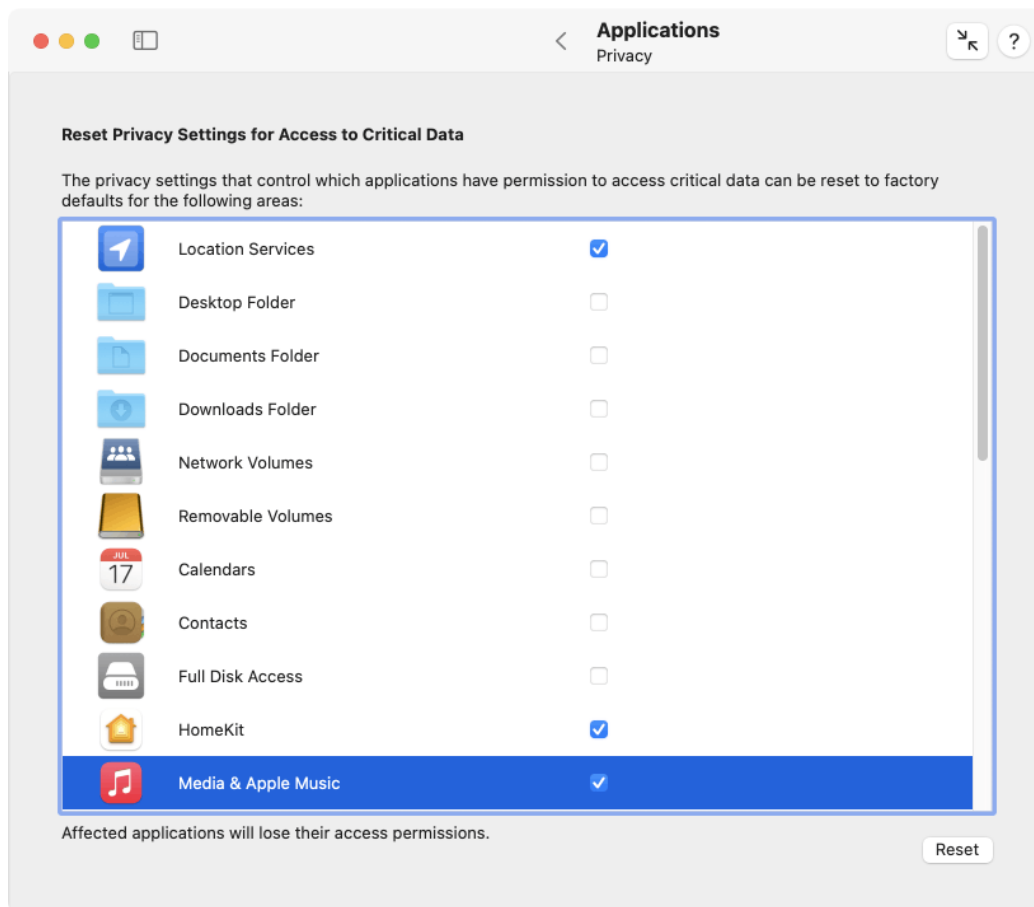 Applications
Privacy
?
Reset Privacy Settings for Access to Critical Data
The privacy settings that control which applications have permission to access critical data can be reset to factory
defaults for the following areas:
Location Services
Desktop Folder
Documents Folder
Downloads Folder
Network Volumes
Removable Volumes
JUL
17
Calendars
Contacts
Full Disk Access
HomeKit
Media & Apple Music
Affected applications will lose their access permissions.
Reset